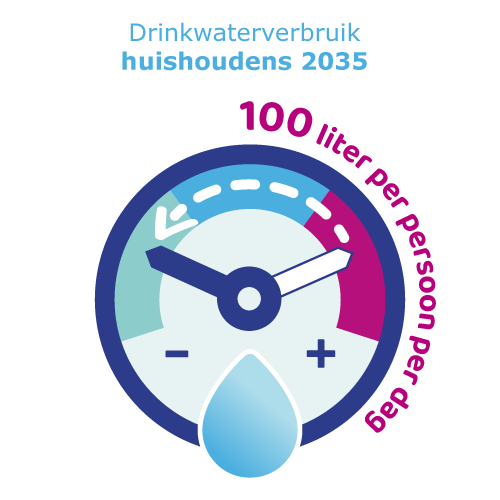 Drinkwaterverbruik
huishoudens 2035
100 liter per persoon per dag
- +